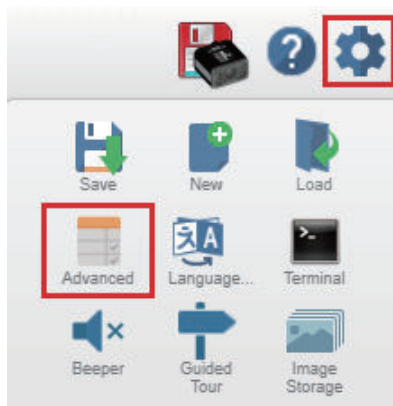 Save New Load
Advanced Language... Terminal
Beeper Guided Tour Image Storage